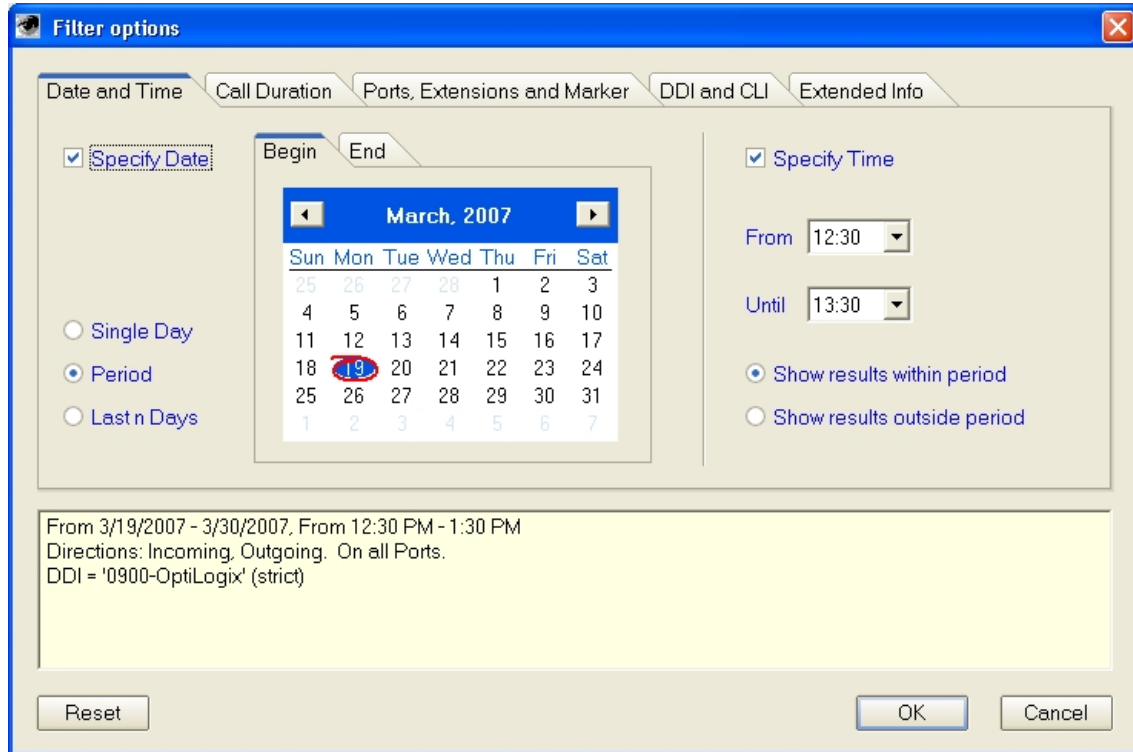 Filter options
Date and Time Call Duration Ports, Extensions and Marker DDI and CLI Extended Info
Specify Date
Begin End
March, 2007
Sun Mon Tue Wed Thu Fri Sat
25 26 27 28 1 2 3
4 5 6 7 8 9 10
11 12 13 14 15 16 17
18 19 20 21 22 23 24
25 26 27 28 29 30 31
1 2 3 4 5 6 7
Single Day
Period
Last n Days
Specify Time
From 12:30
Until 13:30
Show results within period
Show results outside period
From 3/19/2007 - 3/30/2007, From 12:30 PM - 1:30 PM
Directions: Incoming, Outgoing. On all Ports.
DDI = '0900-OptiLogix' (strict)
Reset OK Cancel